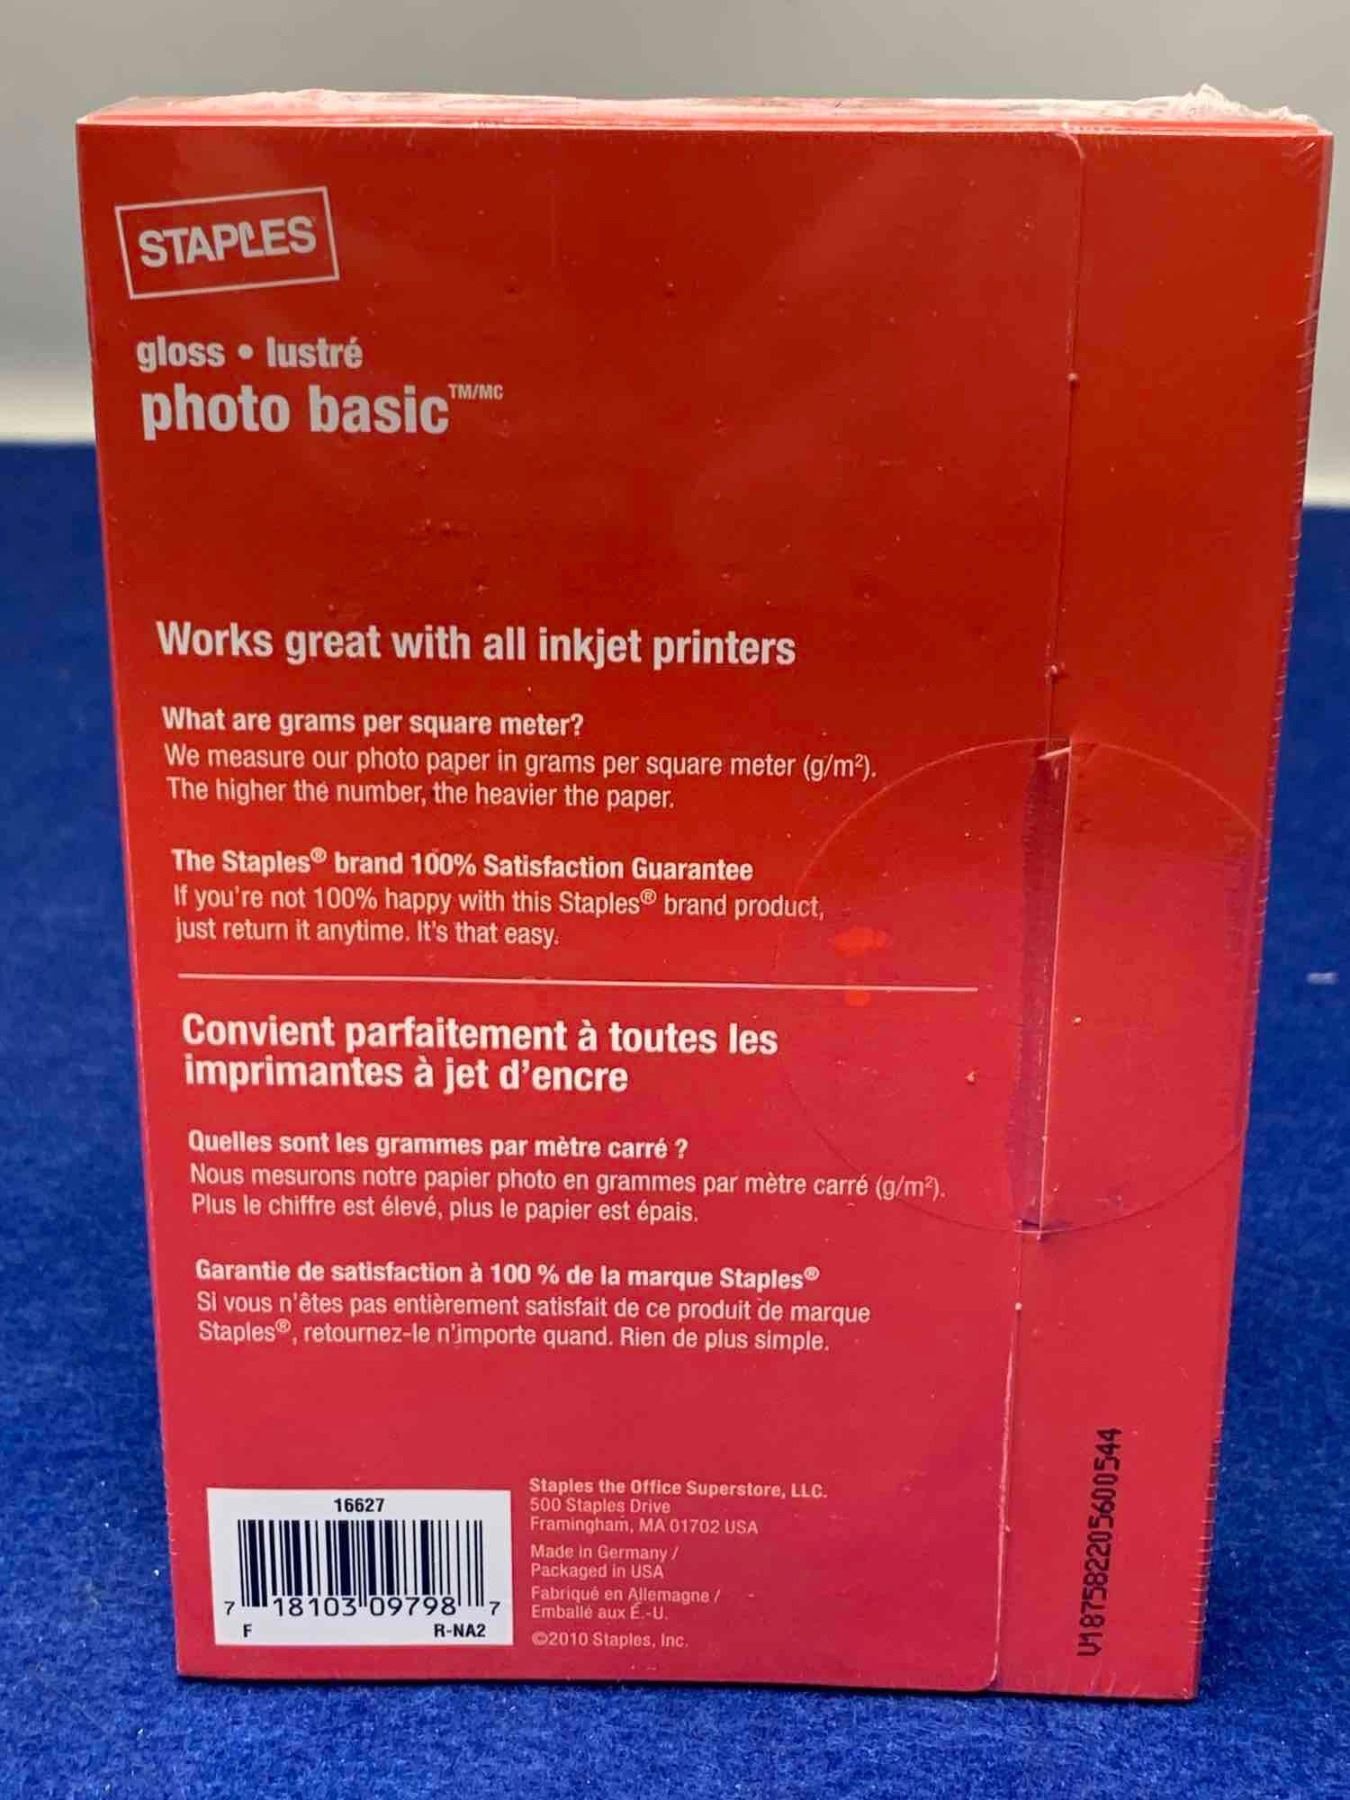 STAPLES
gloss • lustré
photo basic™/MC
Works great with all inkjet printers
What are grams per square meter?
We measure our photo paper in grams per square meter (g/m²).
The higher the number, the heavier the paper.
The Staples® brand 100% Satisfaction Guarantee
If you're not 100% happy with this Staples® brand product,
just return it anytime. It's that easy.
Convient parfaitement à toutes les
imprimantes à jet d'encre
Quelles sont les grammes par mètre carré ?
Nous mesurons notre papier photo en grammes par mètre carré (g/m²).
Plus le chiffre est élevé, plus le papier est épais.
Garantie de satisfaction à 100 % de la marque Staples®
Si vous n'êtes pas entièrement satisfait de ce produit de marque
Staples®, retournez-le n'importe quand. Rien de plus simple.
16627
7 18103 09798 7
F R-NA2
Staples the Office Superstore, LLC.
500 Staples Drive
Framingham, MA 01702 USA
Made in Germany /
Packaged in USA
Fabriqué en Allemagne /
Emballé aux É.-U.
©2010 Staples, Inc.
V187582205600544